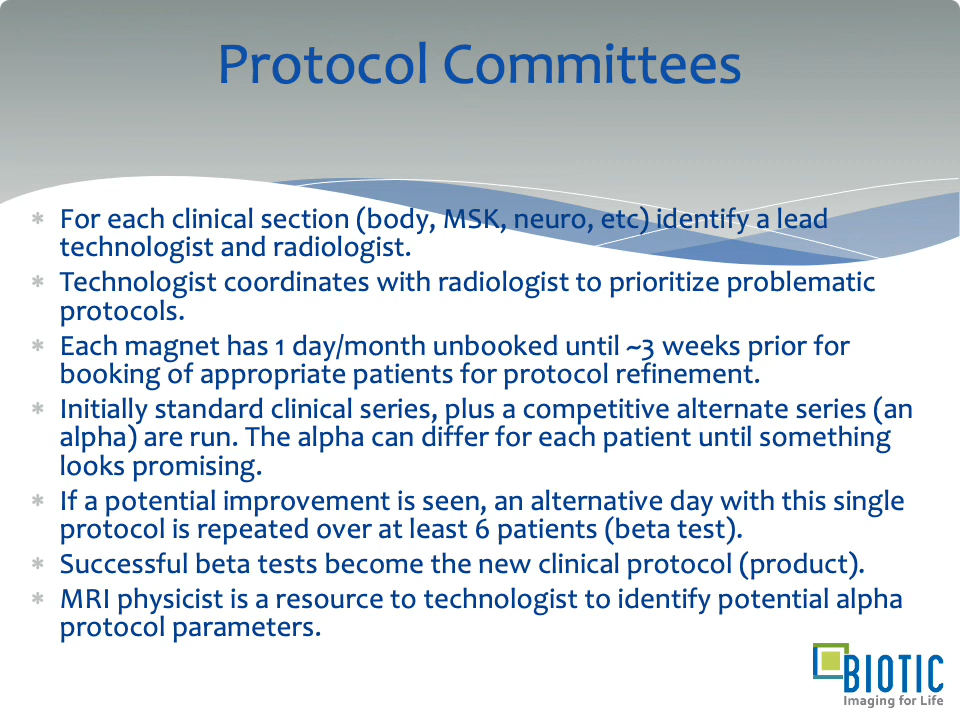 Protocol Committees
* For each clinical section (body, MSK, neuro, etc) identify a lead
technologist and radiologist.
* Technologist coordinates with radiologist to prioritize problematic
protocols.
* Each magnet has 1 day/month unbooked until ~3 weeks prior for
booking of appropriate patients for protocol refinement.
* Initially standard clinical series, plus a competitive alternate series (an
alpha) are run. The alpha can differ for each patient until something
looks promising.
* If a potential improvement is seen, an alternative day with this single
protocol is repeated over at least 6 patients (beta test).
* Successful beta tests become the new clinical protocol (product).
* MRI physicist is a resource to technologist to identify potential alpha
protocol parameters.
BIOTIC
Imaging for Life